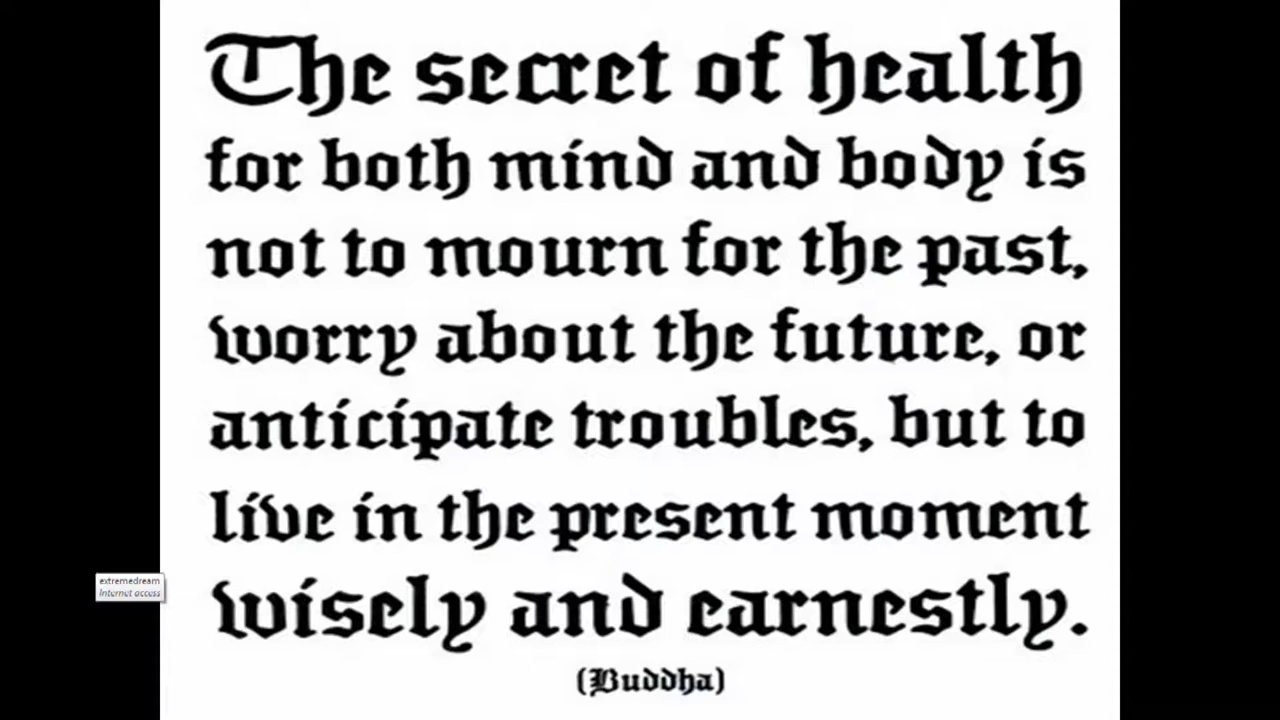 The secret of health
for both mind and body is
not to mourn for the past,
worry about the future, or
anticipate troubles, but to
live in the present moment
wisely and earnestly.
(Buddha)
extremedream
Internet access